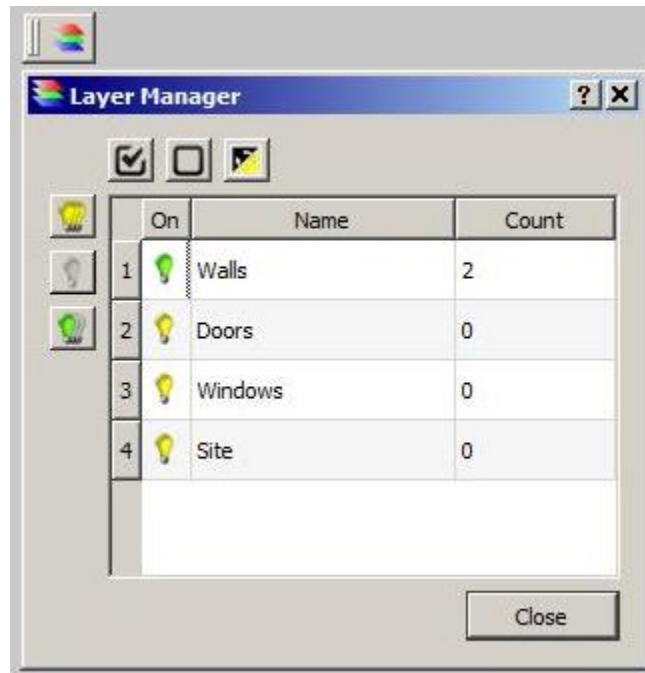 Layer Manager ? X
On Name Count
1 Walls 2
2 Doors 0
3 Windows 0
4 Site 0
Close